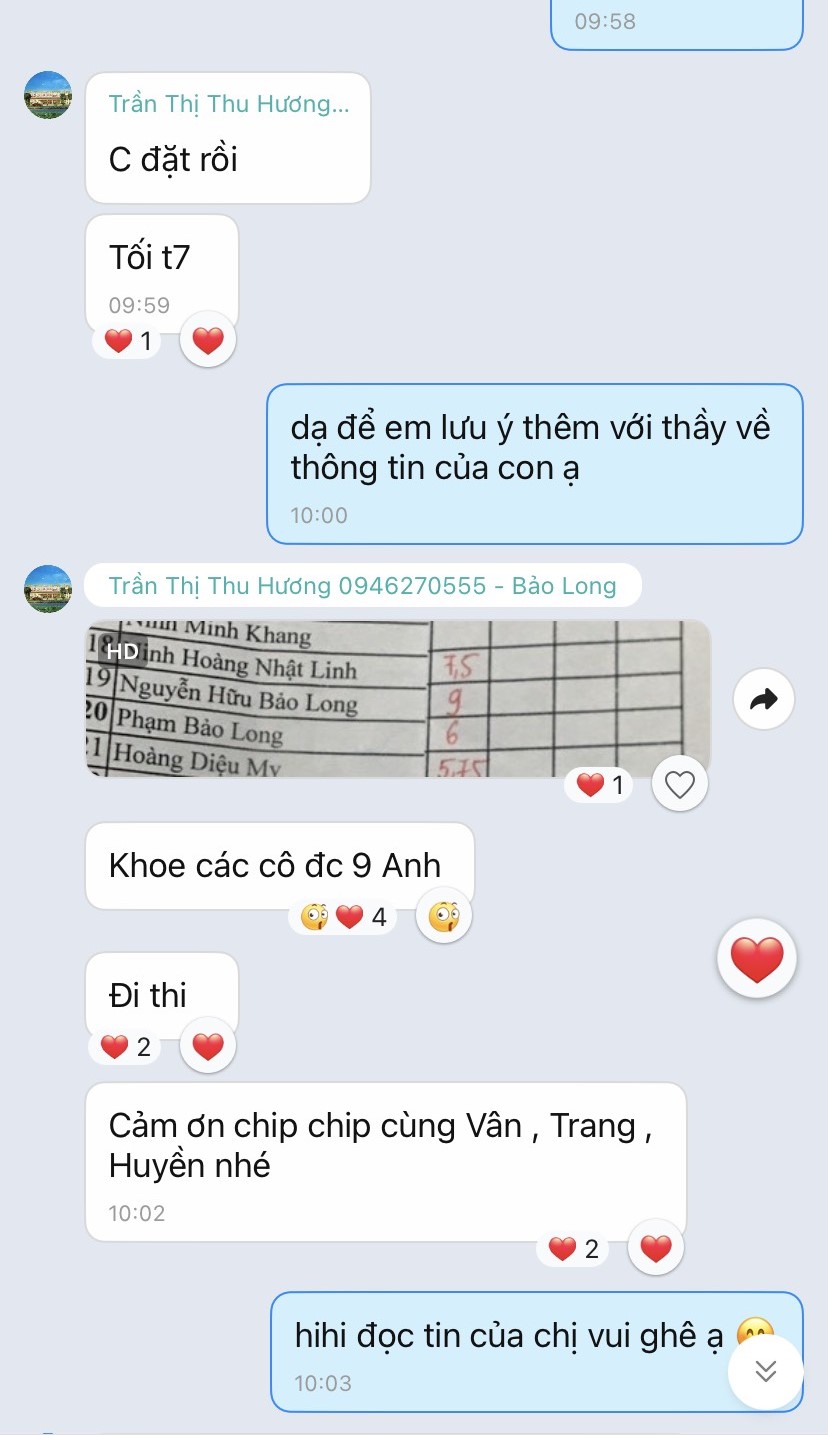 09:58
Trần Thị Thu Hương...
C đặt rồi
Tối t7
09:59
1
dạ để em lưu ý thêm với thầy về
thông tin của con ạ
10:00
Trần Thị Thu Hương 0946270555 - Bảo Long
Minh Khang
HD
18 inh Hoàng Nhật Linh 7,5
19 Nguyễn Hữu Bảo Long 9
20 Phạm Bảo Long 6
1 Hoàng Diệu My 5,75
1
Khoe các cô đc 9 Anh
4
Đi thi
2
Cảm ơn chip chip cùng Vân , Trang ,
Huyền nhé
10:02
2
hihi đọc tin của chị vui ghê ạ
10:03